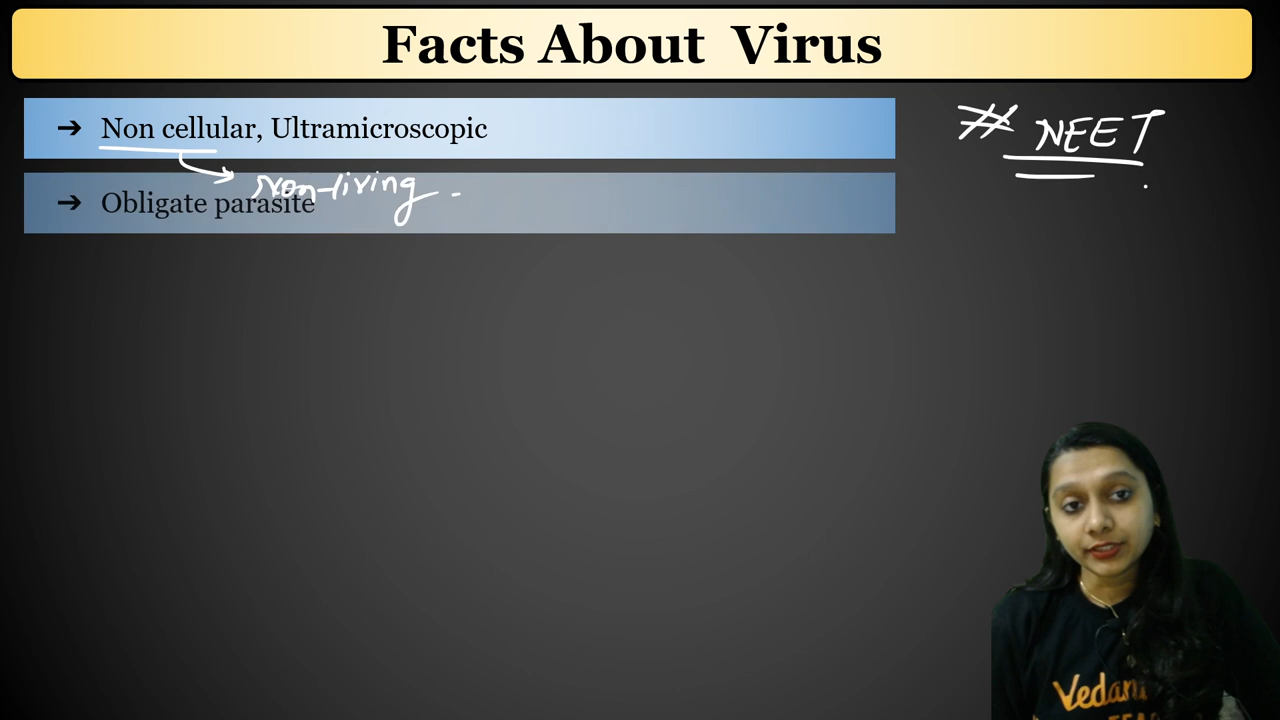 Facts About Virus
➔ Non cellular, Ultramicroscopic
# NEET
Non-living.
➔ Obligate parasite